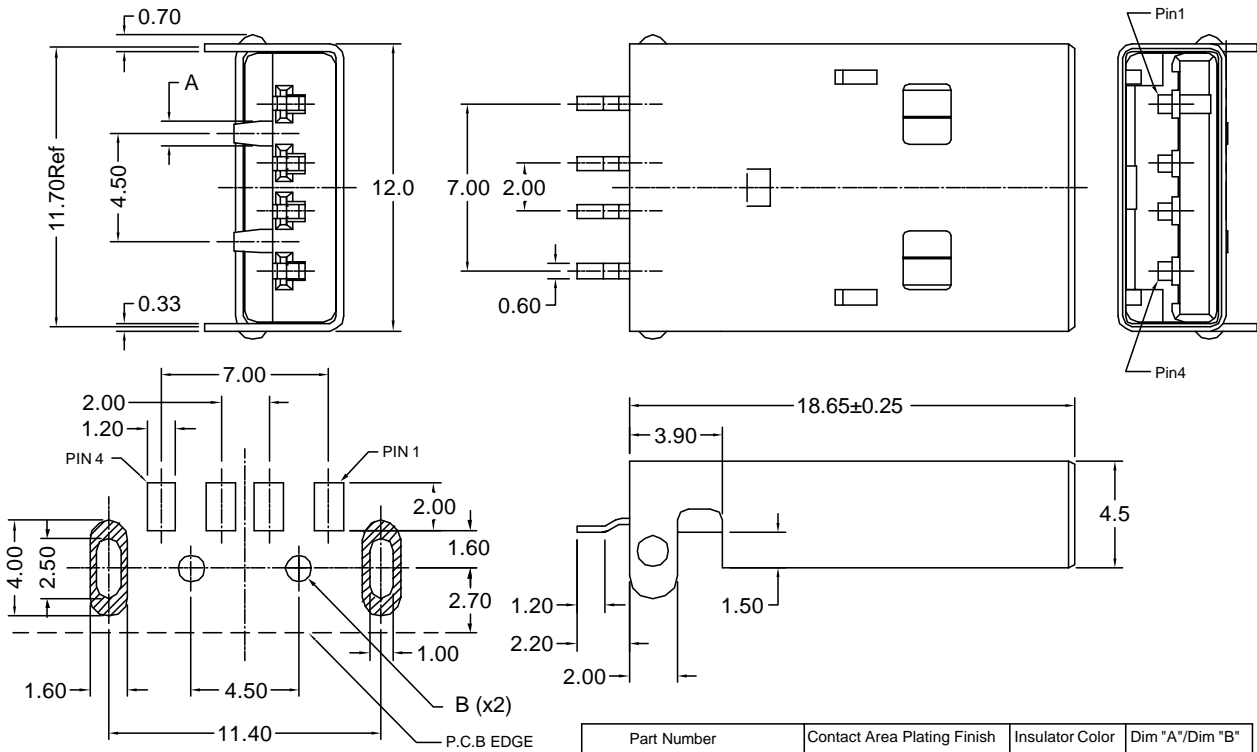 0.70
Pin1
A
11.70Ref
4.50
12.0
7.00
2.00
0.33
0.60
Pin4
7.00
2.00
1.20
PIN 4
PIN 1
2.00
1.60
4.00
2.50
2.70
1.00
1.60
4.50
B (x2)
11.40
P.C.B EDGE
18.65±0.25
3.90
4.5
1.20
1.50
2.20
2.00
Part Number Contact Area Plating Finish Insulator Color Dim "A"/Dim "B"